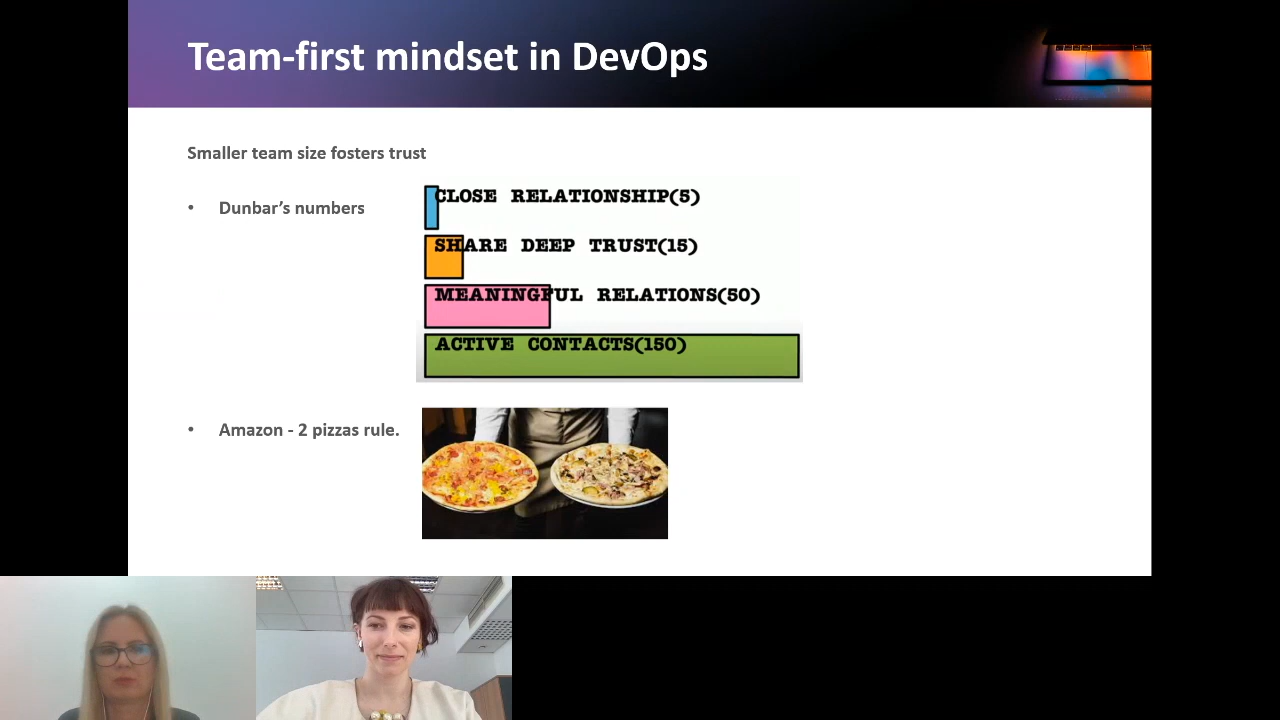 Team-first mindset in DevOps
Smaller team size fosters trust
• Dunbar’s numbers
CLOSE RELATIONSHIP(5)
SHARE DEEP TRUST(15)
MEANINGFUL RELATIONS(50)
ACTIVE CONTACTS(150)
• Amazon - 2 pizzas rule.